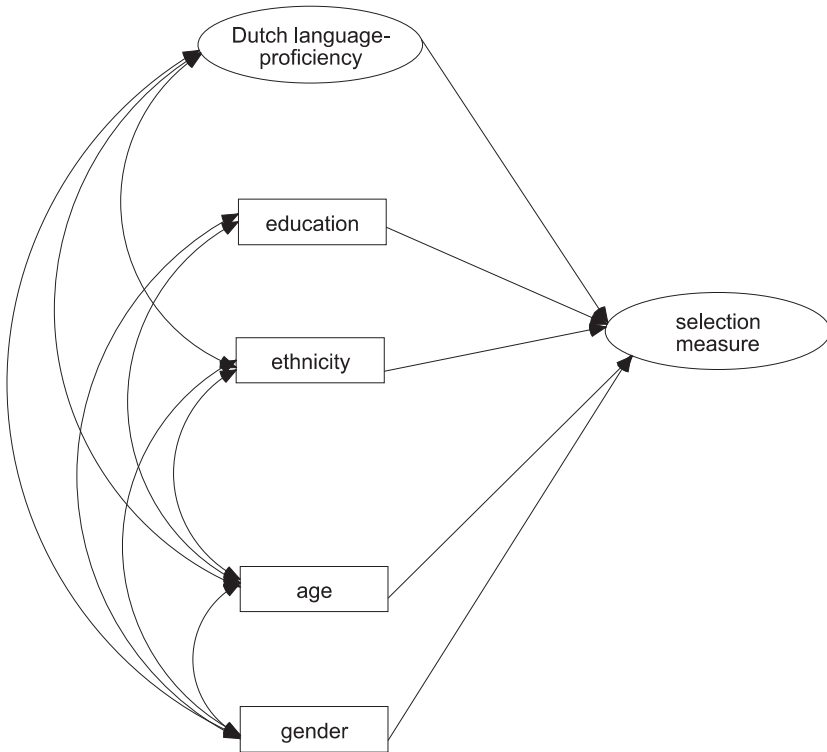 Dutch language-
proficiency
education
selection
measure
ethnicity
age
gender